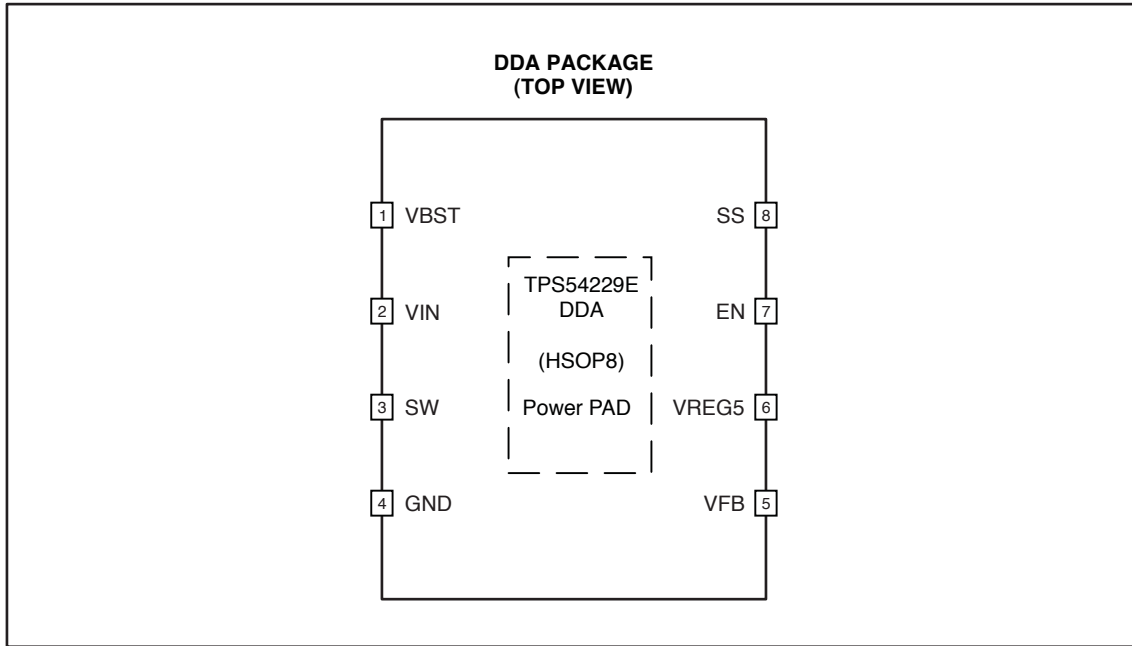 DDA PACKAGE
(TOP VIEW)
1 VBST
SS 8
TPS54229E
DDA
2 VIN
EN 7
(HSOP8)
3 SW
Power PAD
VREG5 6
4 GND
VFB 5